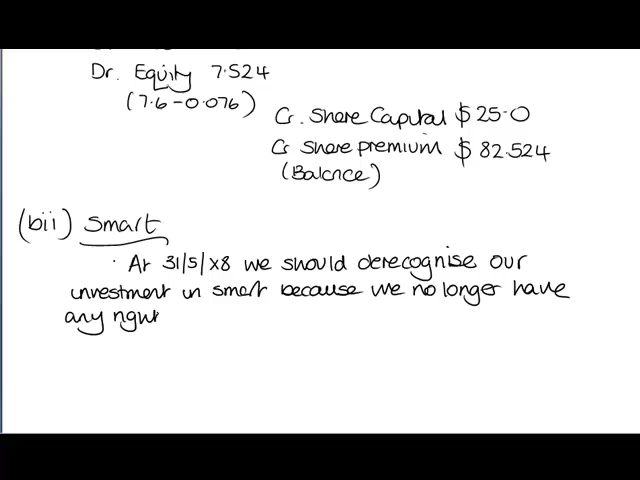 Dr. Equity 7.524
(7.6-0.076)
Cr. Share Capital $25.0
Cr Share premium $82.524
(Balance)
(bii) Smart
· At 31/5/X8 we should derecognise our
investment in smart because we no longer have
any right